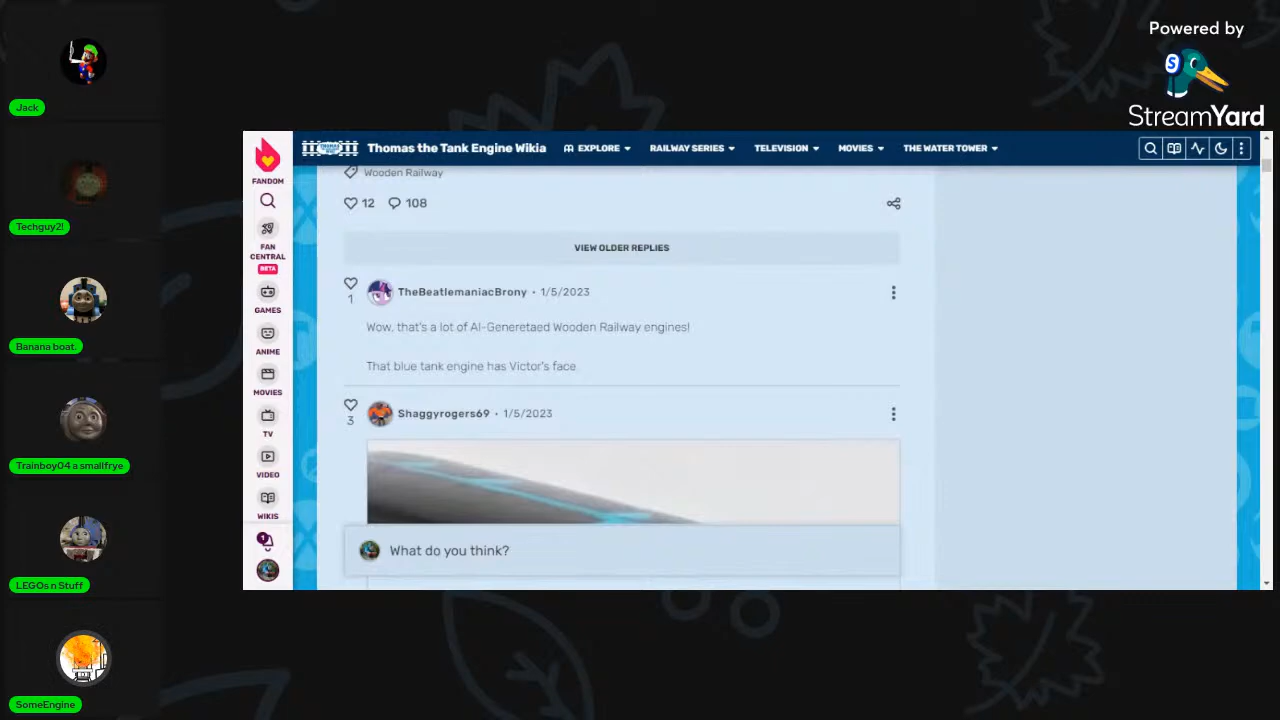 Powered by
StreamYard
Jack
Techguy2!
Banana boat.
Trainboy04 a smallfrye
LEGOs n Stuff
SomeEngine
FANDOM
FAN
CENTRAL
BETA
GAMES
ANIME
MOVIES
TV
VIDEO
WIKIS
1
Thomas the Tank Engine Wikia
EXPLORE
RAILWAY SERIES
TELEVISION
MOVIES
THE WATER TOWER
Wooden Railway
12
108
VIEW OLDER REPLIES
1
TheBeatlemaniacBrony • 1/5/2023
Wow, that's a lot of AI-Generetaed Wooden Railway engines!
That blue tank engine has Victor's face.
3
Shaggyrogers69 • 1/5/2023
What do you think?